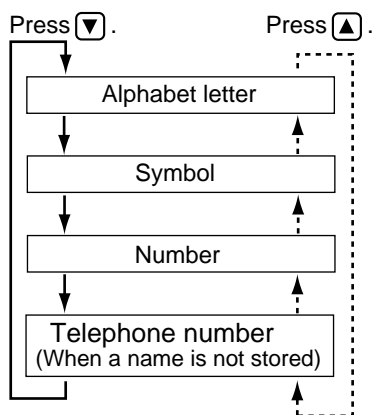 Press ▼ .
Press ▲ .
Alphabet letter
Symbol
Number
Telephone number
(When a name is not stored)